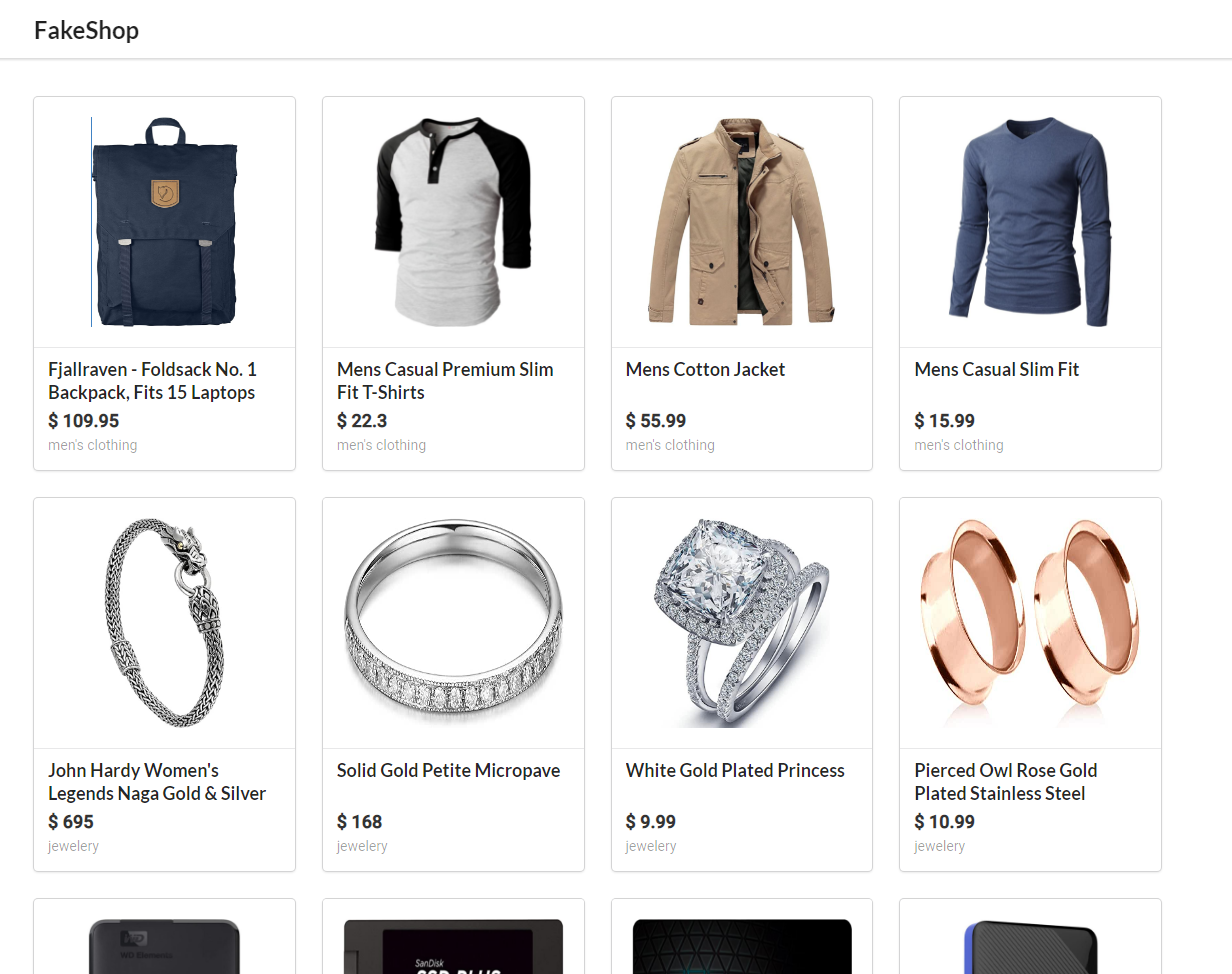 FakeShop
Fjallraven - Foldsack No. 1
Backpack, Fits 15 Laptops
$ 109.95
men's clothing
Mens Casual Premium Slim
Fit T-Shirts
$ 22.3
men's clothing
Mens Cotton Jacket
$ 55.99
men's clothing
Mens Casual Slim Fit
$ 15.99
men's clothing
John Hardy Women's
Legends Naga Gold & Silver
$ 695
jewelery
Solid Gold Petite Micropave
$ 168
jewelery
White Gold Plated Princess
$ 9.99
jewelery
Pierced Owl Rose Gold
Plated Stainless Steel
$ 10.99
jewelery
WD
WD Elements
SanDisk
SSD PLUS